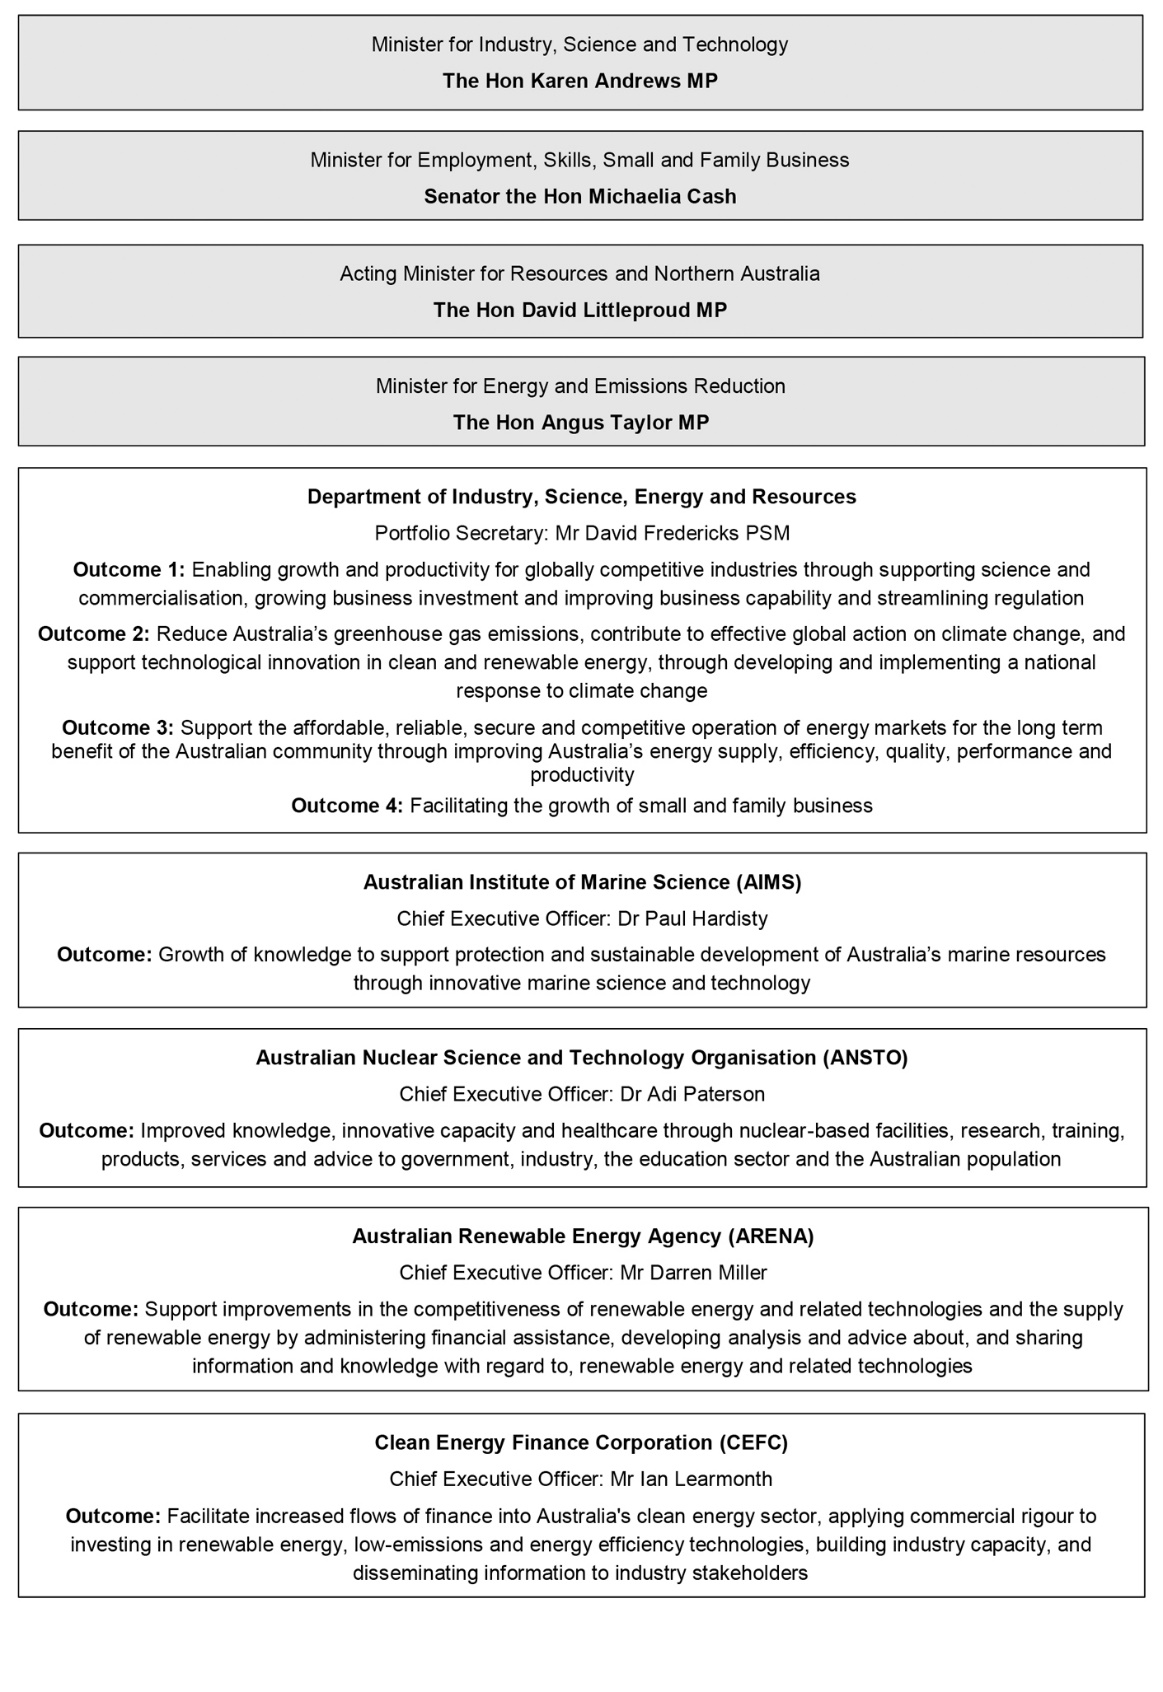 Minister for Industry, Science and Technology
The Hon Karen Andrews MP
Minister for Employment, Skills, Small and Family Business
Senator the Hon Michaelia Cash
Acting Minister for Resources and Northern Australia
The Hon David Littleproud MP
Minister for Energy and Emissions Reduction
The Hon Angus Taylor MP
Department of Industry, Science, Energy and Resources
Portfolio Secretary: Mr David Fredericks PSM
Outcome 1: Enabling growth and productivity for globally competitive industries through supporting science and
commercialisation, growing business investment and improving business capability and streamlining regulation
Outcome 2: Reduce Australia’s greenhouse gas emissions, contribute to effective global action on climate change, and
support technological innovation in clean and renewable energy, through developing and implementing a national
response to climate change
Outcome 3: Support the affordable, reliable, secure and competitive operation of energy markets for the long term
benefit of the Australian community through improving Australia’s energy supply, efficiency, quality, performance and
productivity
Outcome 4: Facilitating the growth of small and family business
Australian Institute of Marine Science (AIMS)
Chief Executive Officer: Dr Paul Hardisty
Outcome: Growth of knowledge to support protection and sustainable development of Australia’s marine resources
through innovative marine science and technology
Australian Nuclear Science and Technology Organisation (ANSTO)
Chief Executive Officer: Dr Adi Paterson
Outcome: Improved knowledge, innovative capacity and healthcare through nuclear-based facilities, research, training,
products, services and advice to government, industry, the education sector and the Australian population
Australian Renewable Energy Agency (ARENA)
Chief Executive Officer: Mr Darren Miller
Outcome: Support improvements in the competitiveness of renewable energy and related technologies and the supply
of renewable energy by administering financial assistance, developing analysis and advice about, and sharing
information and knowledge with regard to, renewable energy and related technologies
Clean Energy Finance Corporation (CEFC)
Chief Executive Officer: Mr Ian Learmonth
Outcome: Facilitate increased flows of finance into Australia's clean energy sector, applying commercial rigour to
investing in renewable energy, low-emissions and energy efficiency technologies, building industry capacity, and
disseminating information to industry stakeholders